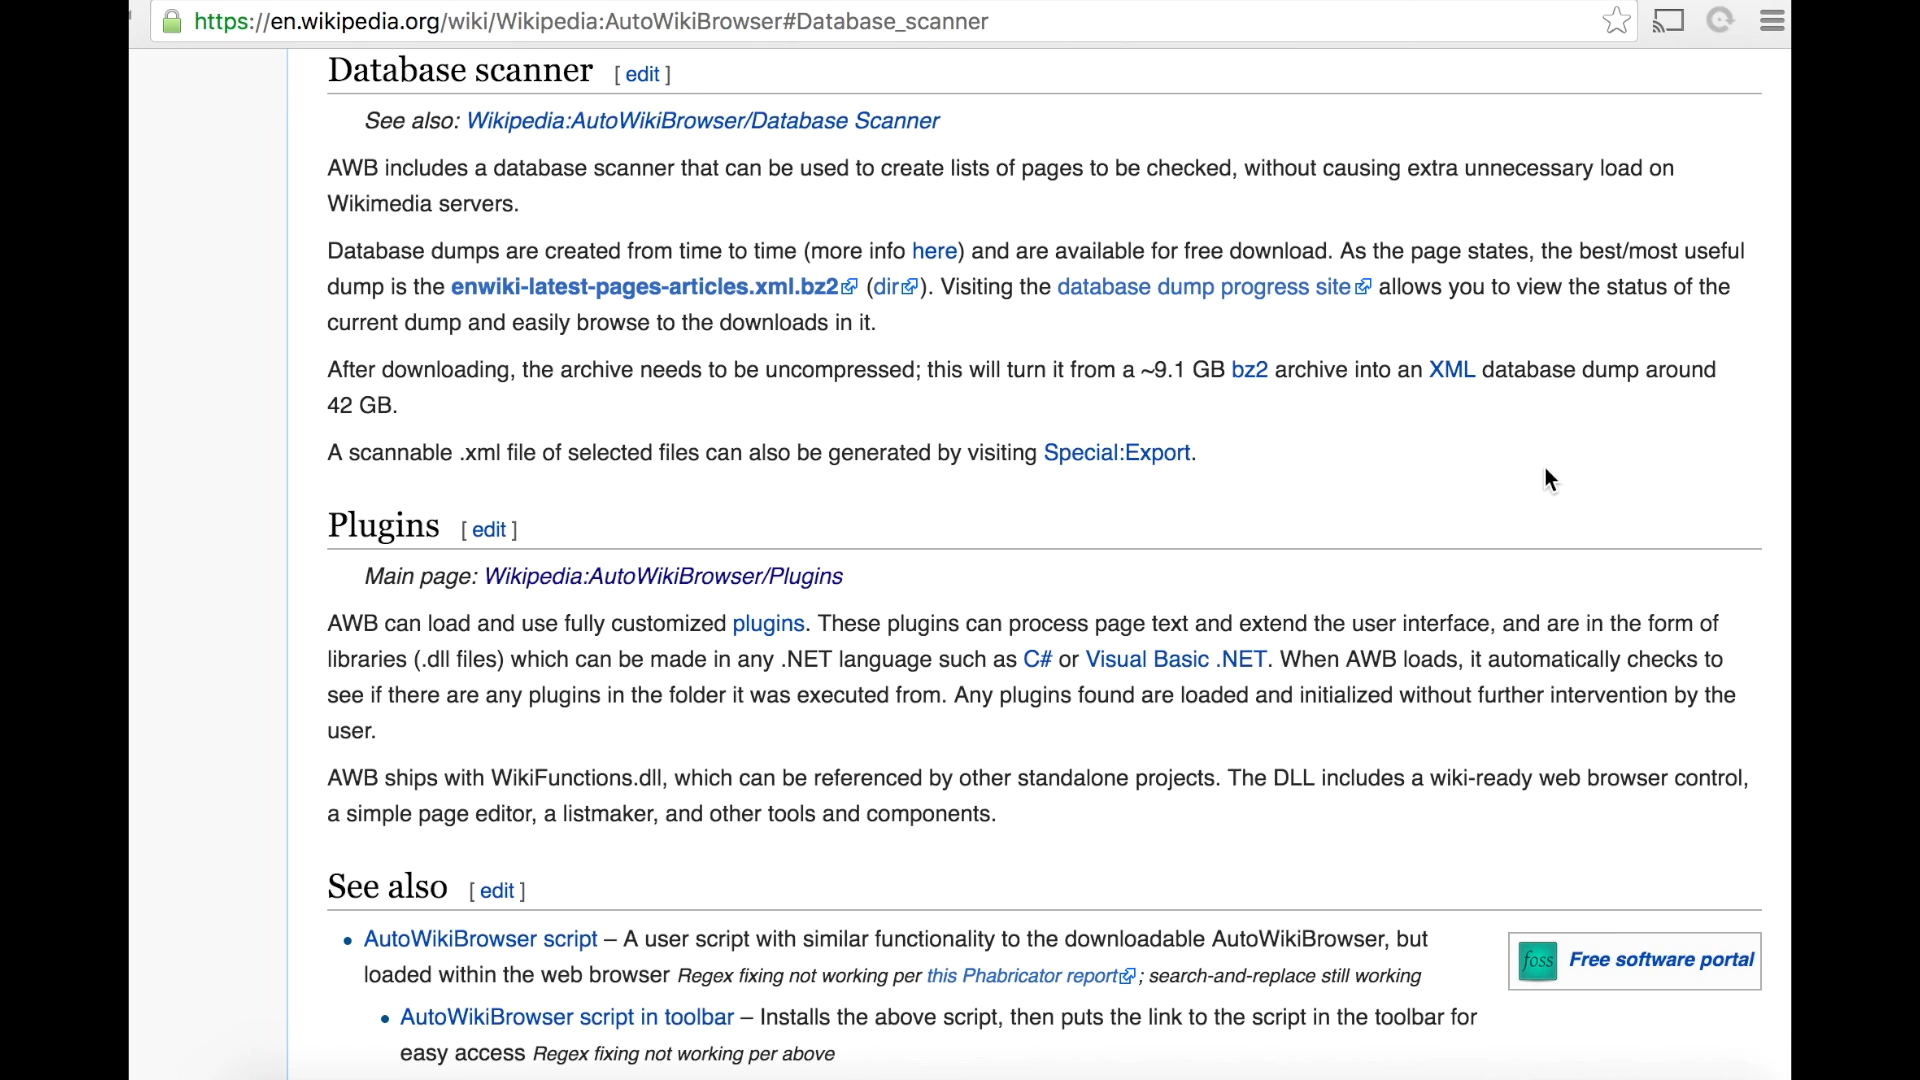 https://en.wikipedia.org/wiki/Wikipedia:AutoWikiBrowser#Database_scanner
Database scanner [ edit ]
See also: Wikipedia:AutoWikiBrowser/Database Scanner
AWB includes a database scanner that can be used to create lists of pages to be checked, without causing extra unnecessary load on
Wikimedia servers.
Database dumps are created from time to time (more info here) and are available for free download. As the page states, the best/most useful
dump is the enwiki-latest-pages-articles.xml.bz2 (dir). Visiting the database dump progress site allows you to view the status of the
current dump and easily browse to the downloads in it.
After downloading, the archive needs to be uncompressed; this will turn it from a ~9.1 GB bz2 archive into an XML database dump around
42 GB.
A scannable .xml file of selected files can also be generated by visiting Special:Export.
Plugins [ edit ]
Main page: Wikipedia:AutoWikiBrowser/Plugins
AWB can load and use fully customized plugins. These plugins can process page text and extend the user interface, and are in the form of
libraries (.dll files) which can be made in any .NET language such as C# or Visual Basic .NET. When AWB loads, it automatically checks to
see if there are any plugins in the folder it was executed from. Any plugins found are loaded and initialized without further intervention by the
user.
AWB ships with WikiFunctions.dll, which can be referenced by other standalone projects. The DLL includes a wiki-ready web browser control,
a simple page editor, a listmaker, and other tools and components.
See also [ edit ]
• AutoWikiBrowser script – A user script with similar functionality to the downloadable AutoWikiBrowser, but
loaded within the web browser Regex fixing not working per this Phabricator report; search-and-replace still working
• AutoWikiBrowser script in toolbar – Installs the above script, then puts the link to the script in the toolbar for
easy access Regex fixing not working per above
foss Free software portal